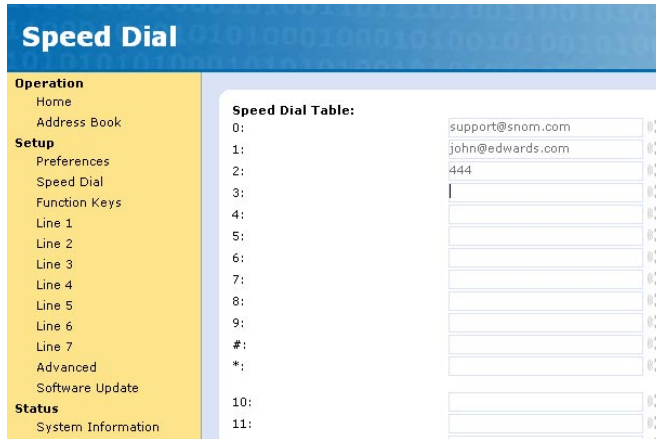 Speed Dial
Operation
Home
Address Book
Setup
Preferences
Speed Dial
Function Keys
Line 1
Line 2
Line 3
Line 4
Line 5
Line 6
Line 7
Advanced
Software Update
Status
System Information
Speed Dial Table:
0: support@snom.com
1: john@edwards.com
2: 444
3:
4:
5:
6:
7:
8:
9:
#:
*:
10:
11: